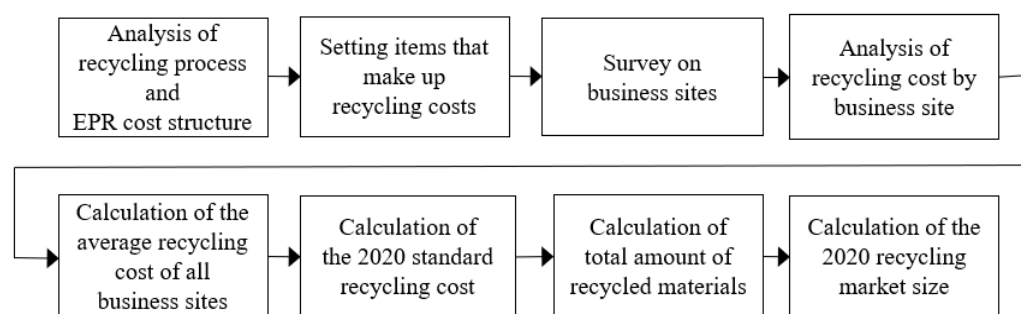 Analysis of
recycling process
and
EPR cost structure
Setting items that
make up
recycling costs
Survey on
business sites
Analysis of
recycling cost by
business site
Calculation of the
average recycling
cost of all
business sites
Calculation of
the 2020 standard
recycling cost
Calculation of
total amount of
recycled materials
Calculation of the
2020 recycling
market size